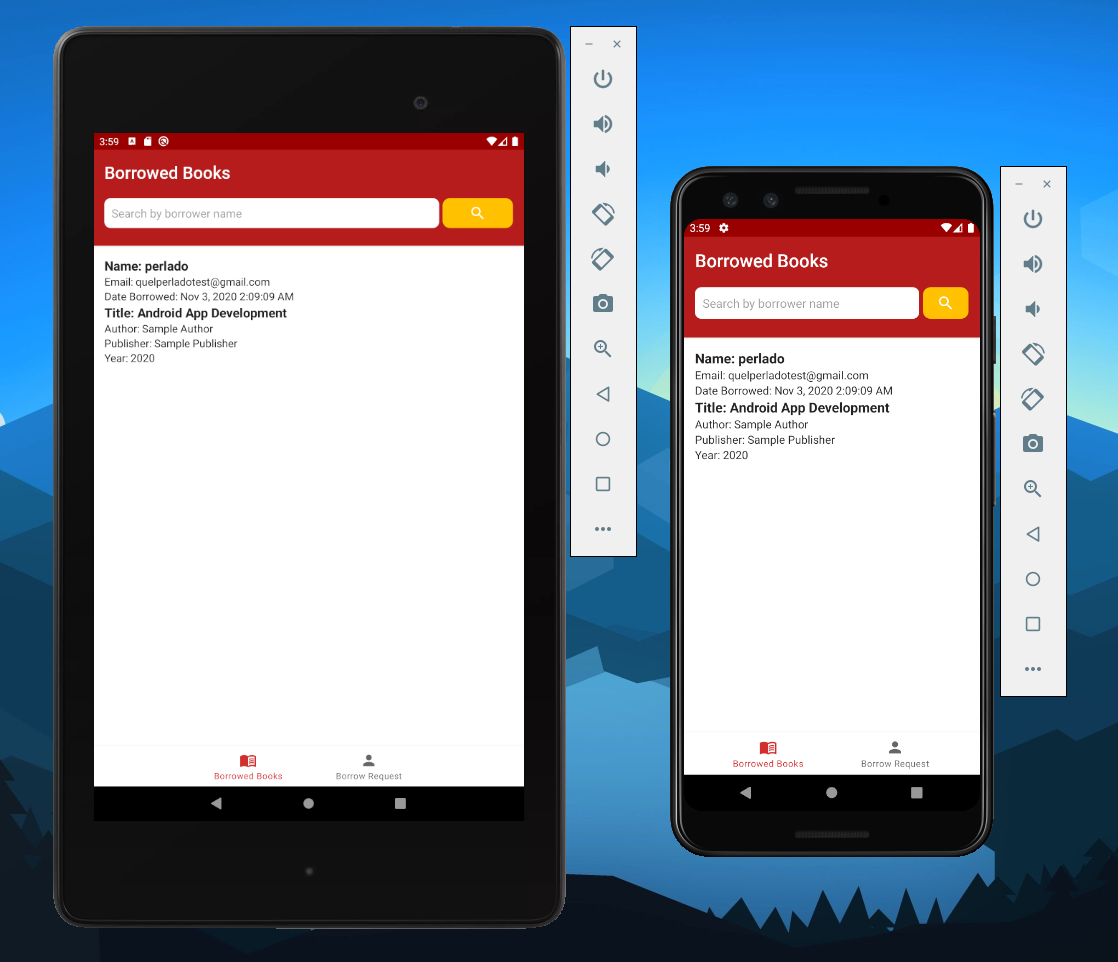 3:59
Borrowed Books
Search by borrower name
Name: perlado
Email: quelperladotest@gmail.com
Date Borrowed: Nov 3, 2020 2:09:09 AM
Title: Android App Development
Author: Sample Author
Publisher: Sample Publisher
Year: 2020
Borrowed Books
Borrow Request
3:59
Borrowed Books
Search by borrower name
Name: perlado
Email: quelperladotest@gmail.com
Date Borrowed: Nov 3, 2020 2:09:09 AM
Title: Android App Development
Author: Sample Author
Publisher: Sample Publisher
Year: 2020
Borrowed Books
Borrow Request